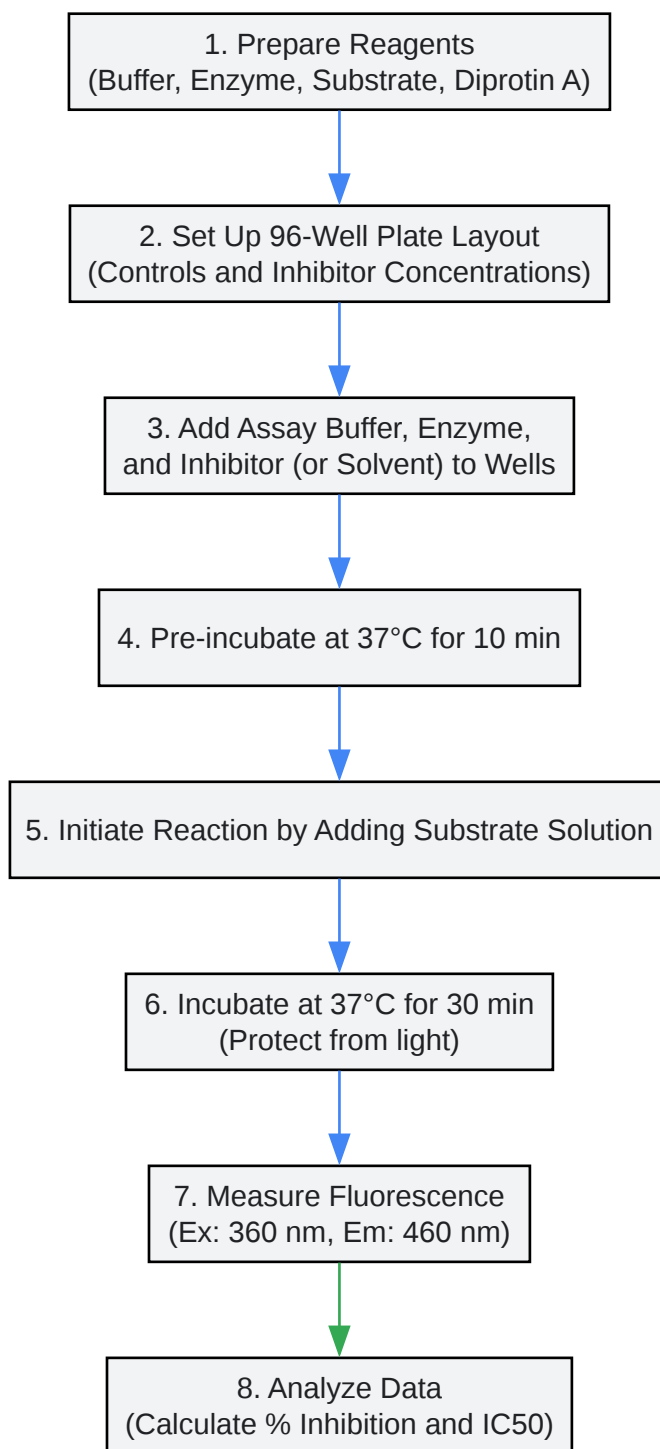 1. Prepare Reagents
(Buffer, Enzyme, Substrate, Diprotin A)
2. Set Up 96-Well Plate Layout
(Controls and Inhibitor Concentrations)
3. Add Assay Buffer, Enzyme,
and Inhibitor (or Solvent) to Wells
4. Pre-incubate at 37°C for 10 min
5. Initiate Reaction by Adding Substrate Solution
6. Incubate at 37°C for 30 min
(Protect from light)
7. Measure Fluorescence
(Ex: 360 nm, Em: 460 nm)
8. Analyze Data
(Calculate % Inhibition and IC50)